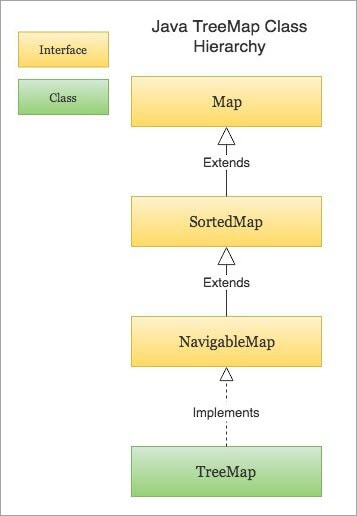 Java TreeMap Class
Hierarchy
Interface
Class
Map
Extends
SortedMap
Extends
NavigableMap
Implements
TreeMap